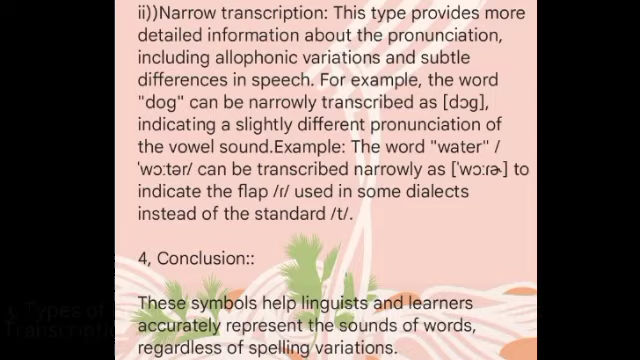 ii))Narrow transcription: This type provides more
detailed information about the pronunciation,
including allophonic variations and subtle
differences in speech. For example, the word
"dog" can be narrowly transcribed as [dɔg],
indicating a slightly different pronunciation of
the vowel sound.Example: The word "water" /
ˈwɔːtər/ can be transcribed narrowly as [ˈwɔːɾɚ] to
indicate the flap /ɾ/ used in some dialects
instead of the standard /t/.
4, Conclusion::
These symbols help linguists and learners
accurately represent the sounds of words,
regardless of spelling variations.
Types of
Transcripti